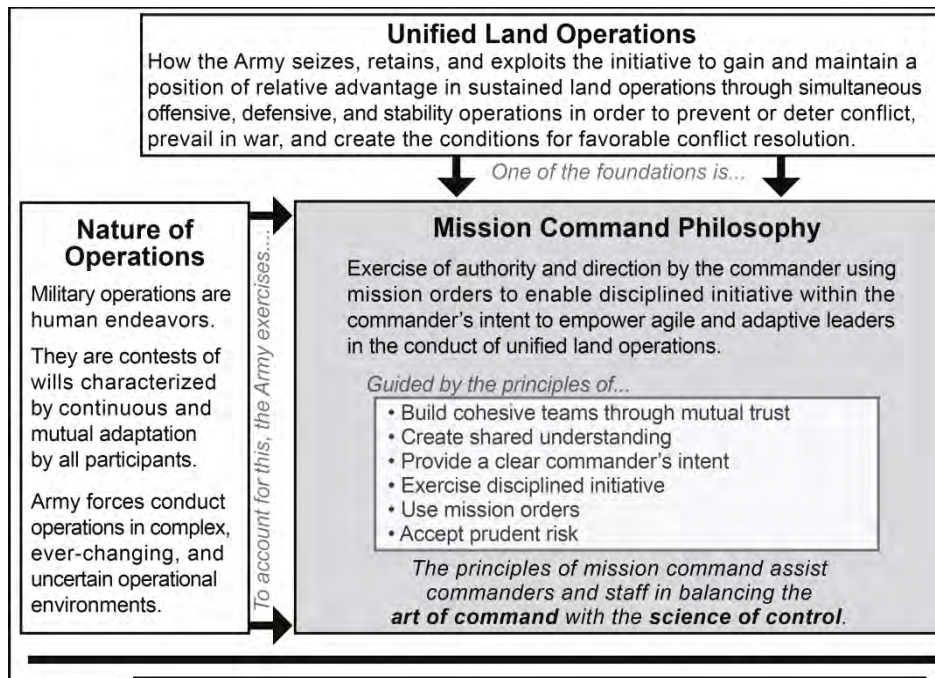 Unified Land Operations
How the Army seizes, retains, and exploits the initiative to gain and maintain a
position of relative advantage in sustained land operations through simultaneous
offensive, defensive, and stability operations in order to prevent or deter conflict,
prevail in war, and create the conditions for favorable conflict resolution.
One of the foundations is...
Nature of
Operations
Military operations are
human endeavors.
They are contests of
wills characterized
by continuous and
mutual adaptation
by all participants.
Army forces conduct
operations in complex,
ever-changing, and
uncertain operational
environments.
To account for this, the Army exercises....
Mission Command Philosophy
Exercise of authority and direction by the commander using
mission orders to enable disciplined initiative within the
commander's intent to empower agile and adaptive leaders
in the conduct of unified land operations.
Guided by the principles of...
• Build cohesive teams through mutual trust
• Create shared understanding
• Provide a clear commander's intent
• Exercise disciplined initiative
• Use mission orders
• Accept prudent risk
The principles of mission command assist
commanders and staff in balancing the
art of command with the science of control.